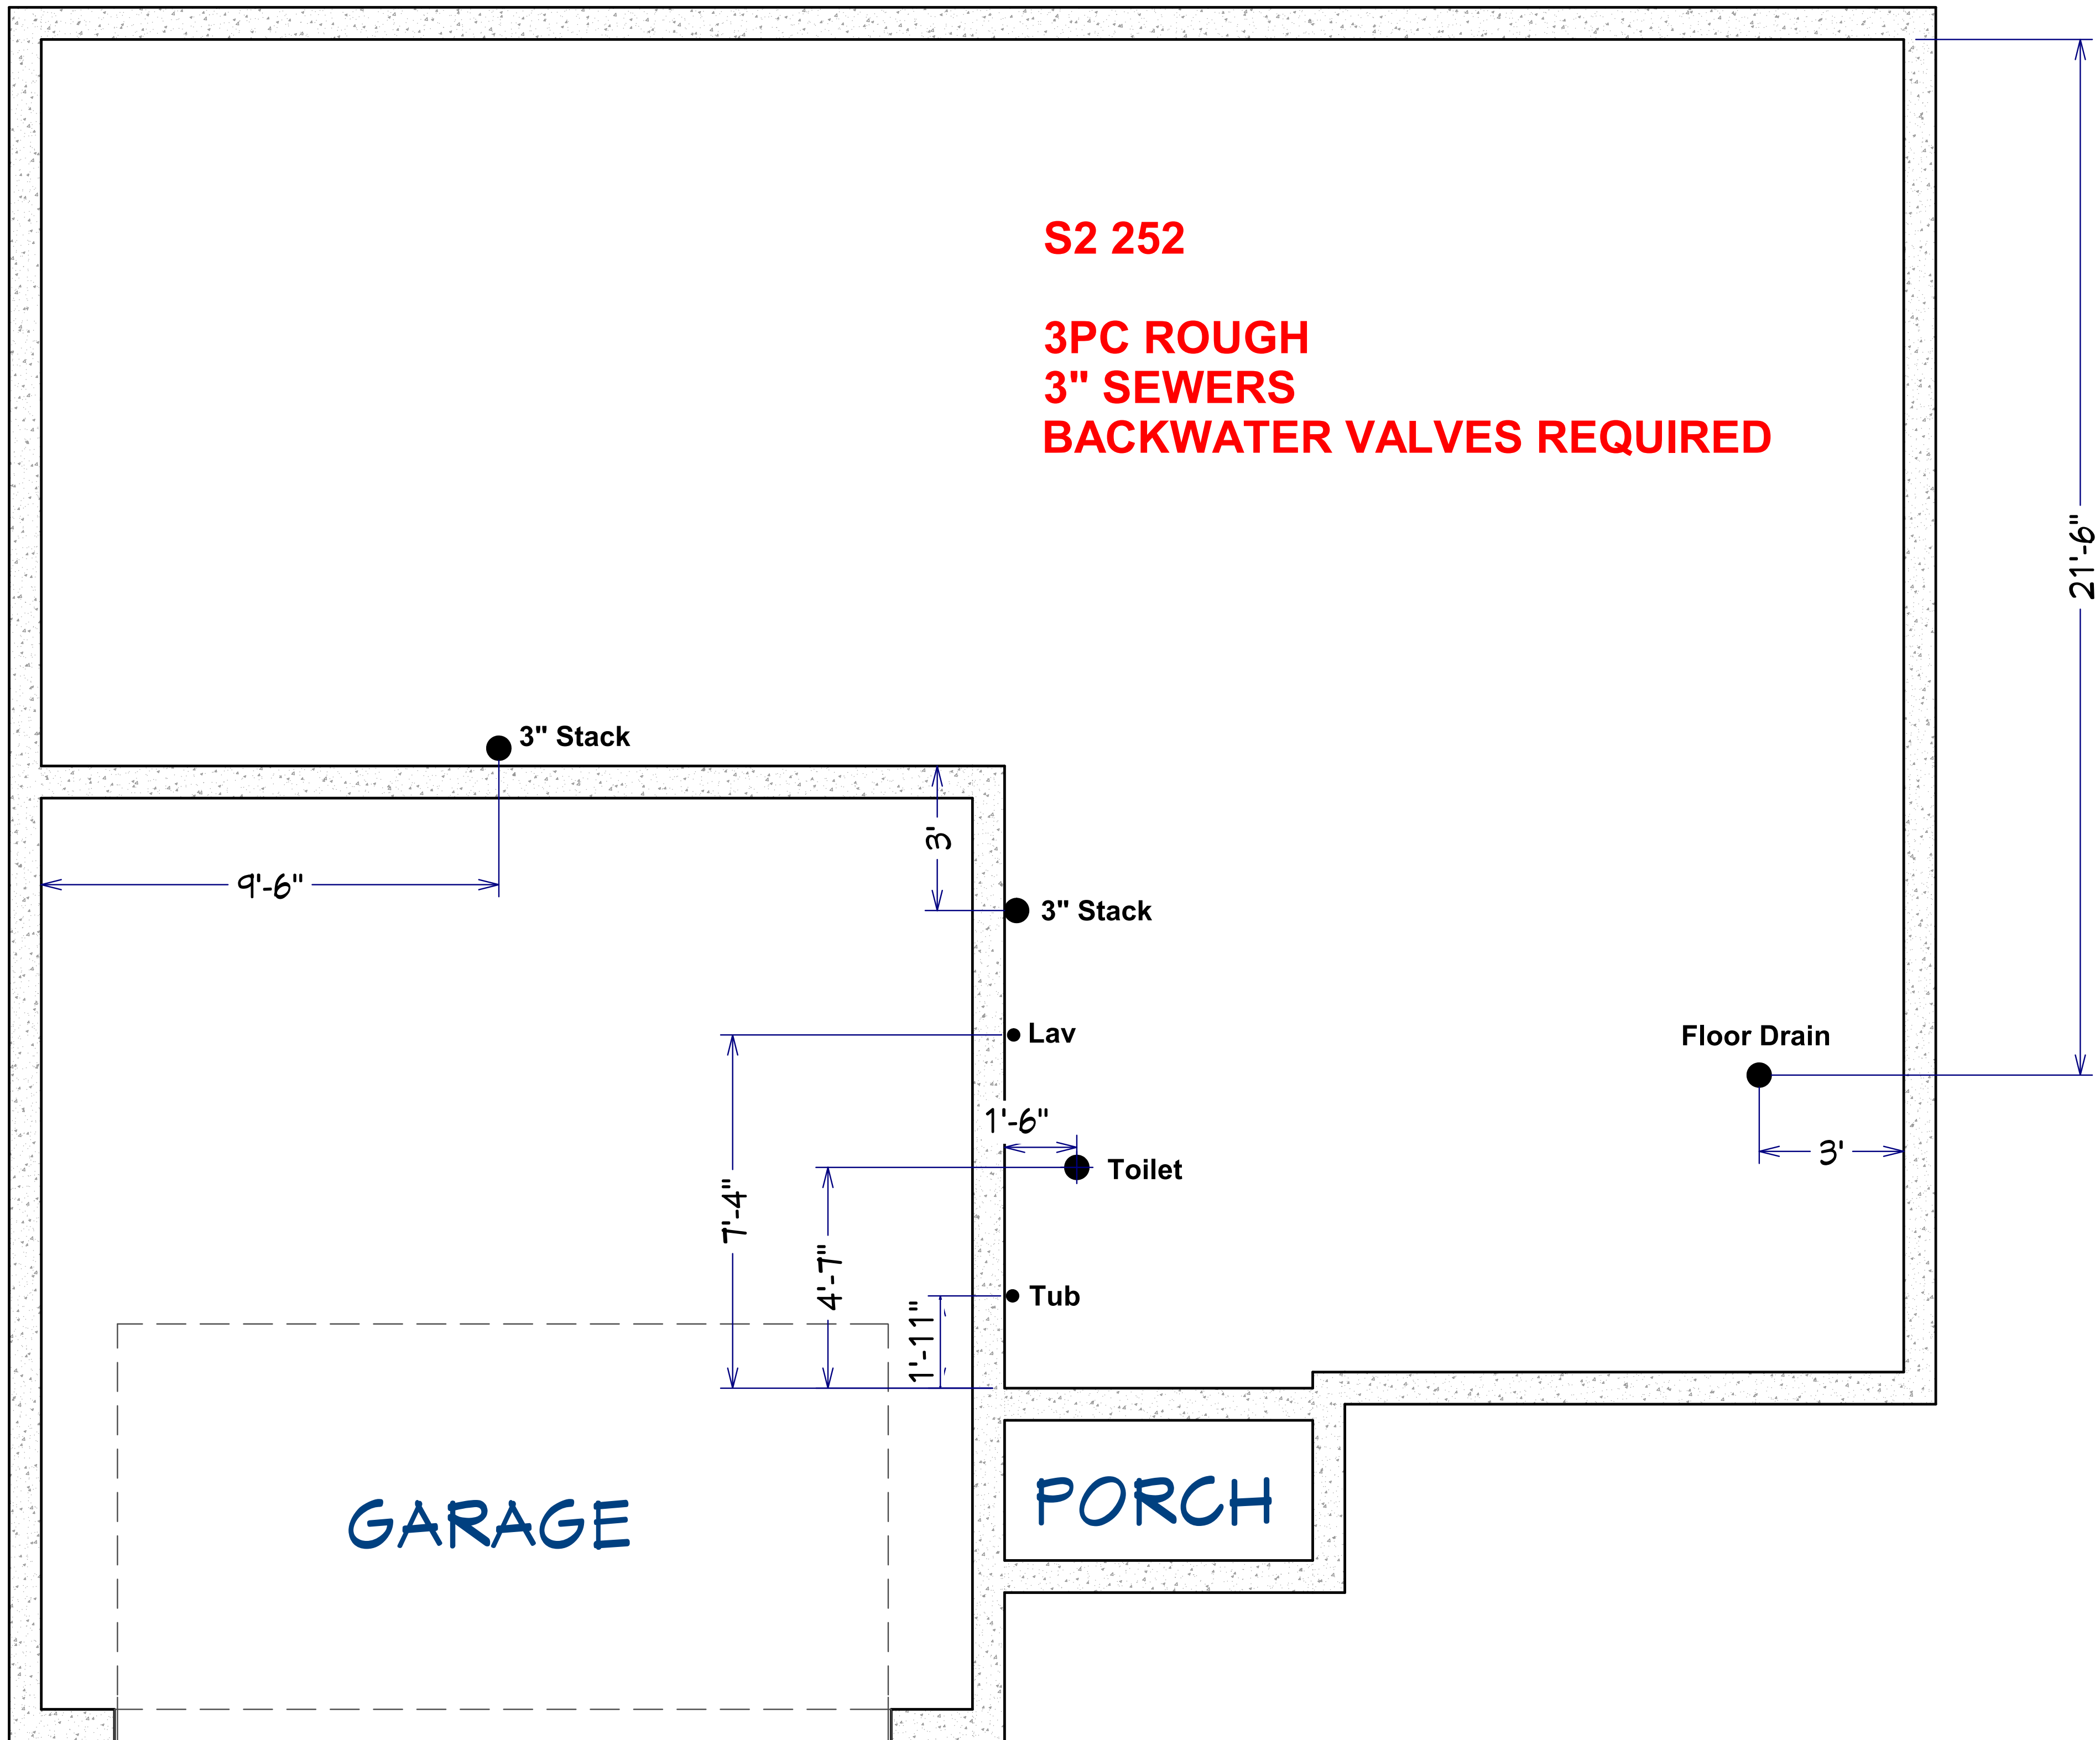 S2 252
3PC ROUGH
3" SEWERS
BACKWATER VALVES REQUIRED
21'-6"
3" Stack
3'
9'-6"
3" Stack
Lav
Floor Drain
1'-6"
3'
Toilet
7'-4"
4'-7"
Tub
1'-11"
PORCH
GARAGE